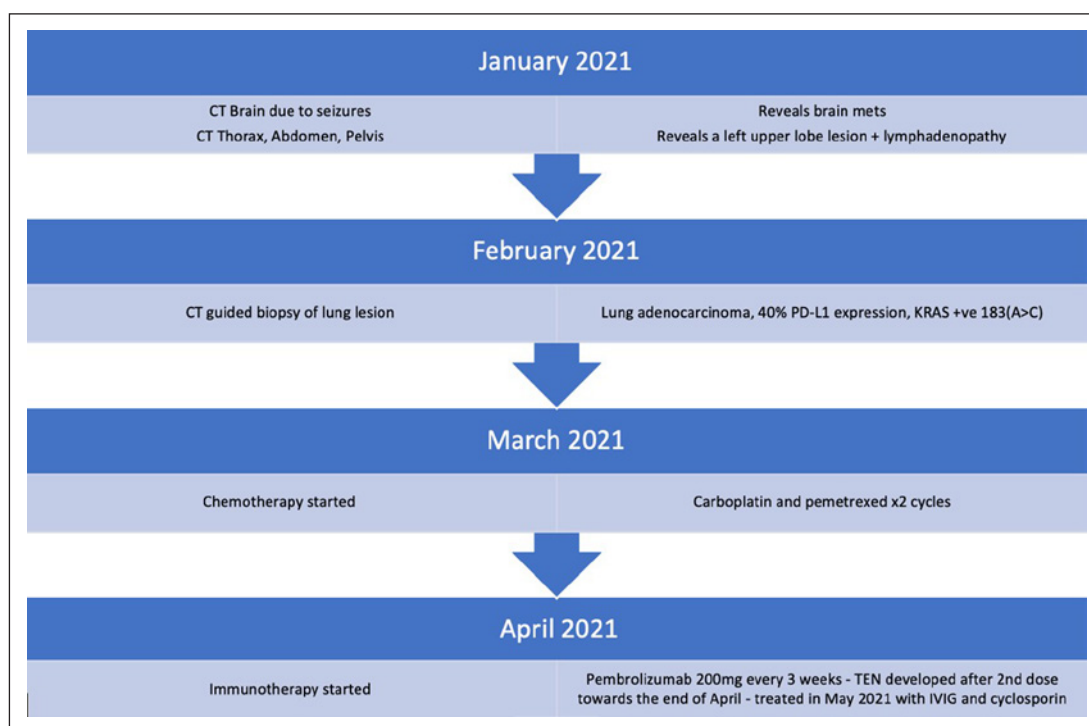 January 2021
CT Brain due to seizures
CT Thorax, Abdomen, Pelvis
Reveals brain mets
Reveals a left upper lobe lesion + lymphadenopathy
February 2021
CT guided biopsy of lung lesion
Lung adenocarcinoma, 40% PD-L1 expression, KRAS +ve 183(A>C)
March 2021
Chemotherapy started
Carboplatin and pemetrexed x2 cycles
April 2021
Immunotherapy started
Pembrolizumab 200mg every 3 weeks - TEN developed after 2nd dose
towards the end of April - treated in May 2021 with IVIG and cyclosporin